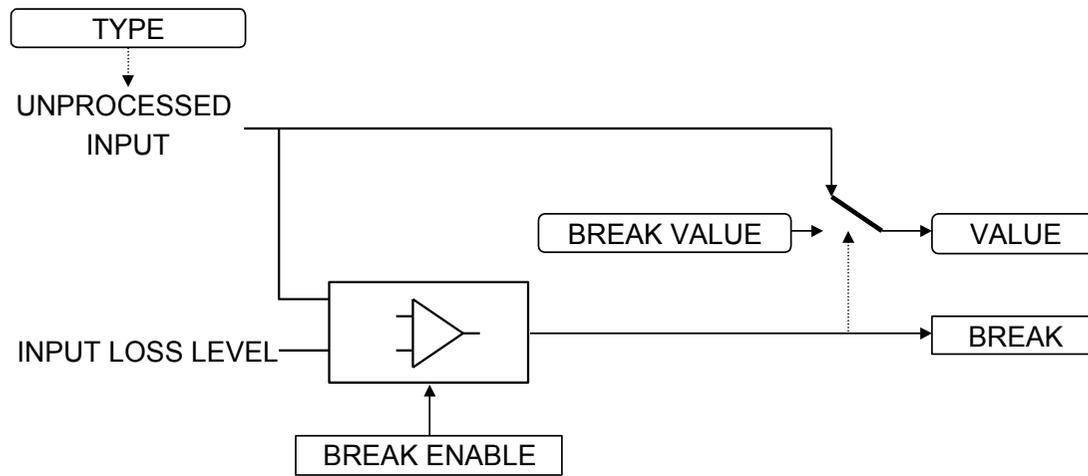 TYPE
UNPROCESSED
INPUT
BREAK VALUE
VALUE
INPUT LOSS LEVEL
BREAK
BREAK ENABLE